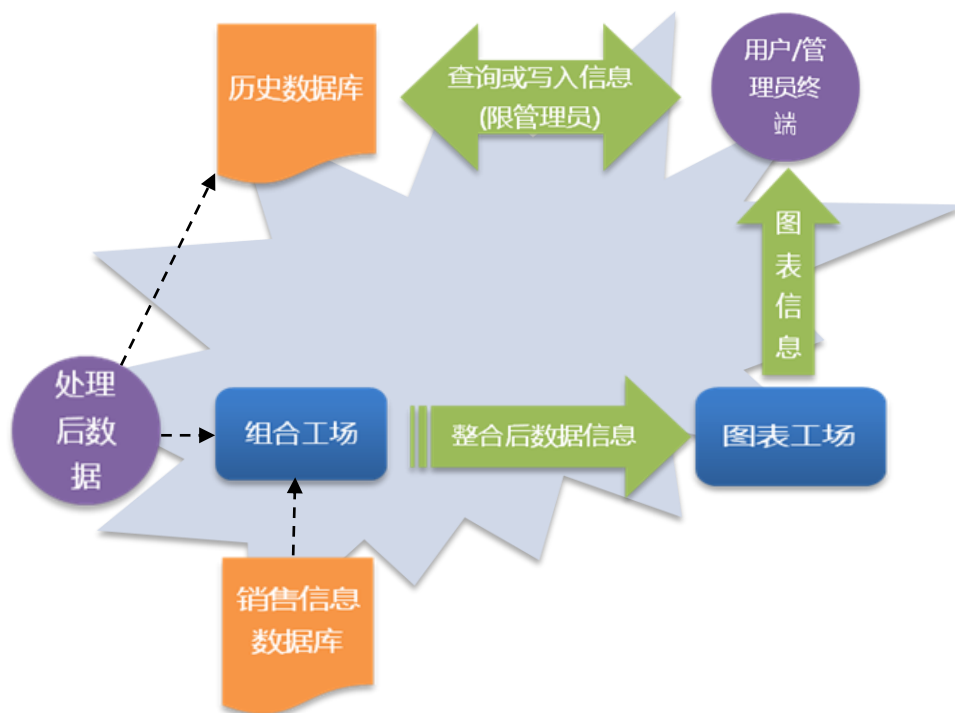 历史数据库
查询或写入信息
(限管理员)
用户/管
理员终
端
图
表
信
息
处理
后数
据
组合工场
整合后数据信息
图表工场
销售信息
数据库